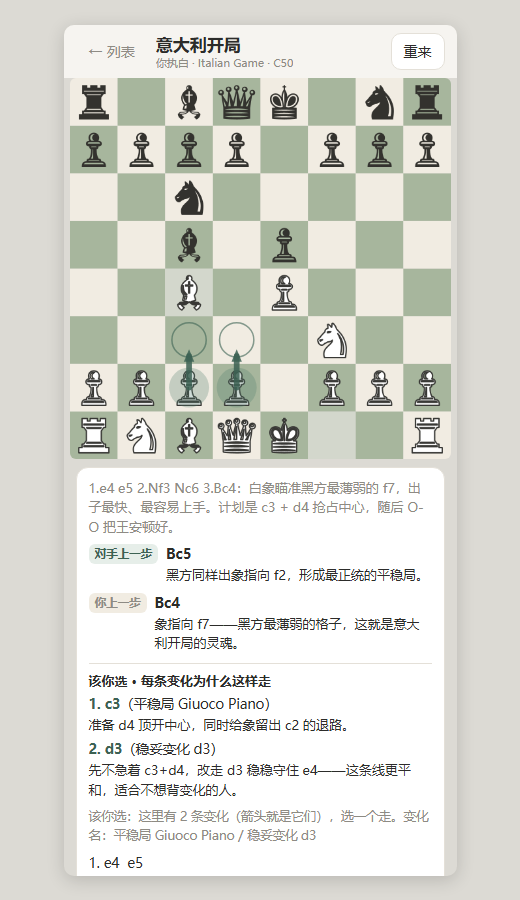 ← 列表
意大利开局
你执白 · Italian Game · C50
重来
1.e4 e5 2.Nf3 Nc6 3.Bc4：白象瞄准黑方最薄弱的 f7，出
子最快、最容易上手。计划是 c3 + d4 抢占中心，随后 O-
O 把王安顿好。
对手上一步 Bc5
黑方同样出象指向 f2，形成最正统的平稳局。
你上一步 Bc4
象指向 f7——黑方最薄弱的格子，这就是意大
利开局的灵魂。
该你选 · 每条变化为什么这样走
1. c3（平稳局 Giuoco Piano）
准备 d4 顶开中心，同时给象留出 c2 的退路。
2. d3（稳妥变化 d3）
先不急着 c3+d4，改走 d3 稳稳守住 e4——这条线更平
和，适合不想背变化的人。
该你选：这里有 2 条变化（箭头就是它们），选一个走。变化
名：平稳局 Giuoco Piano / 稳妥变化 d3
1. e4 e5